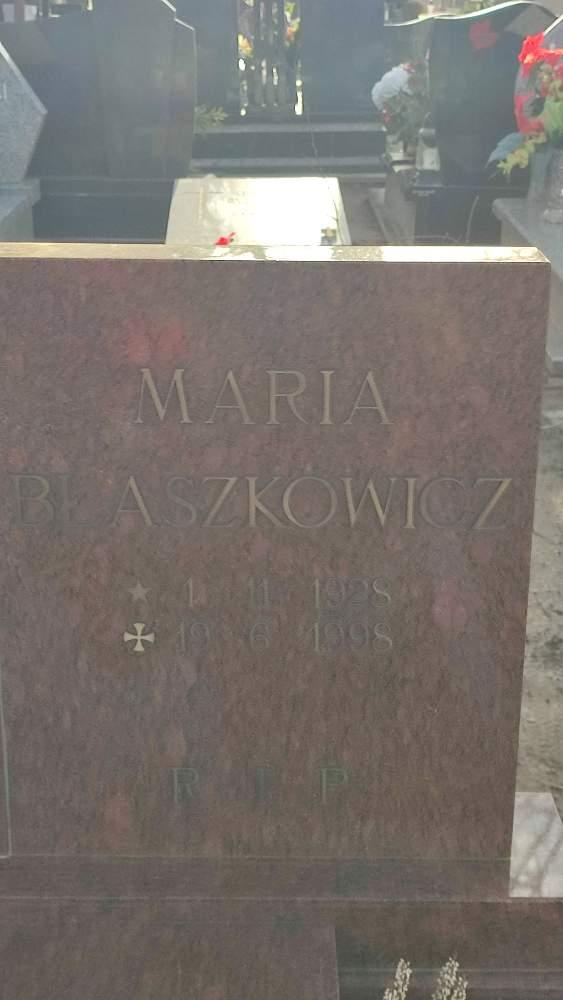 MARIA
BŁASZKOWICZ
★ 1 11 1928
✠ 19 6 1998
R I P